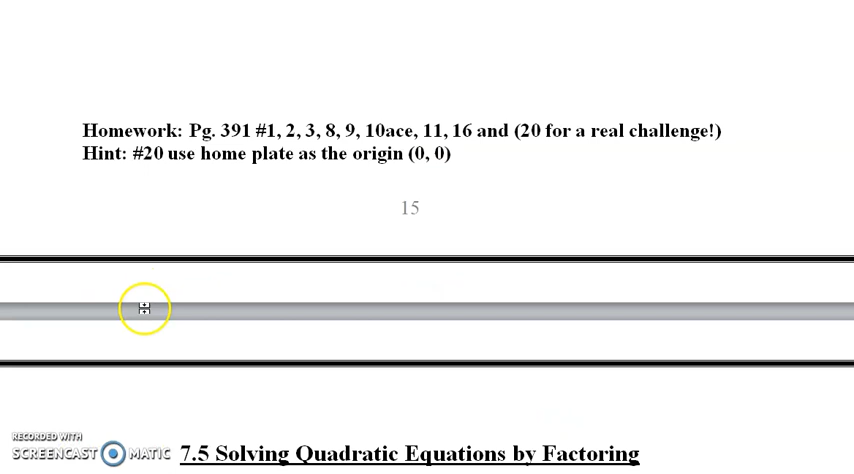 Homework: Pg. 391 #1, 2, 3, 8, 9, 10ace, 11, 16 and (20 for a real challenge!)
Hint: #20 use home plate as the origin (0, 0)
15
RECORDED WITH
SCREENCAST MATIC
7.5 Solving Quadratic Equations by Factoring